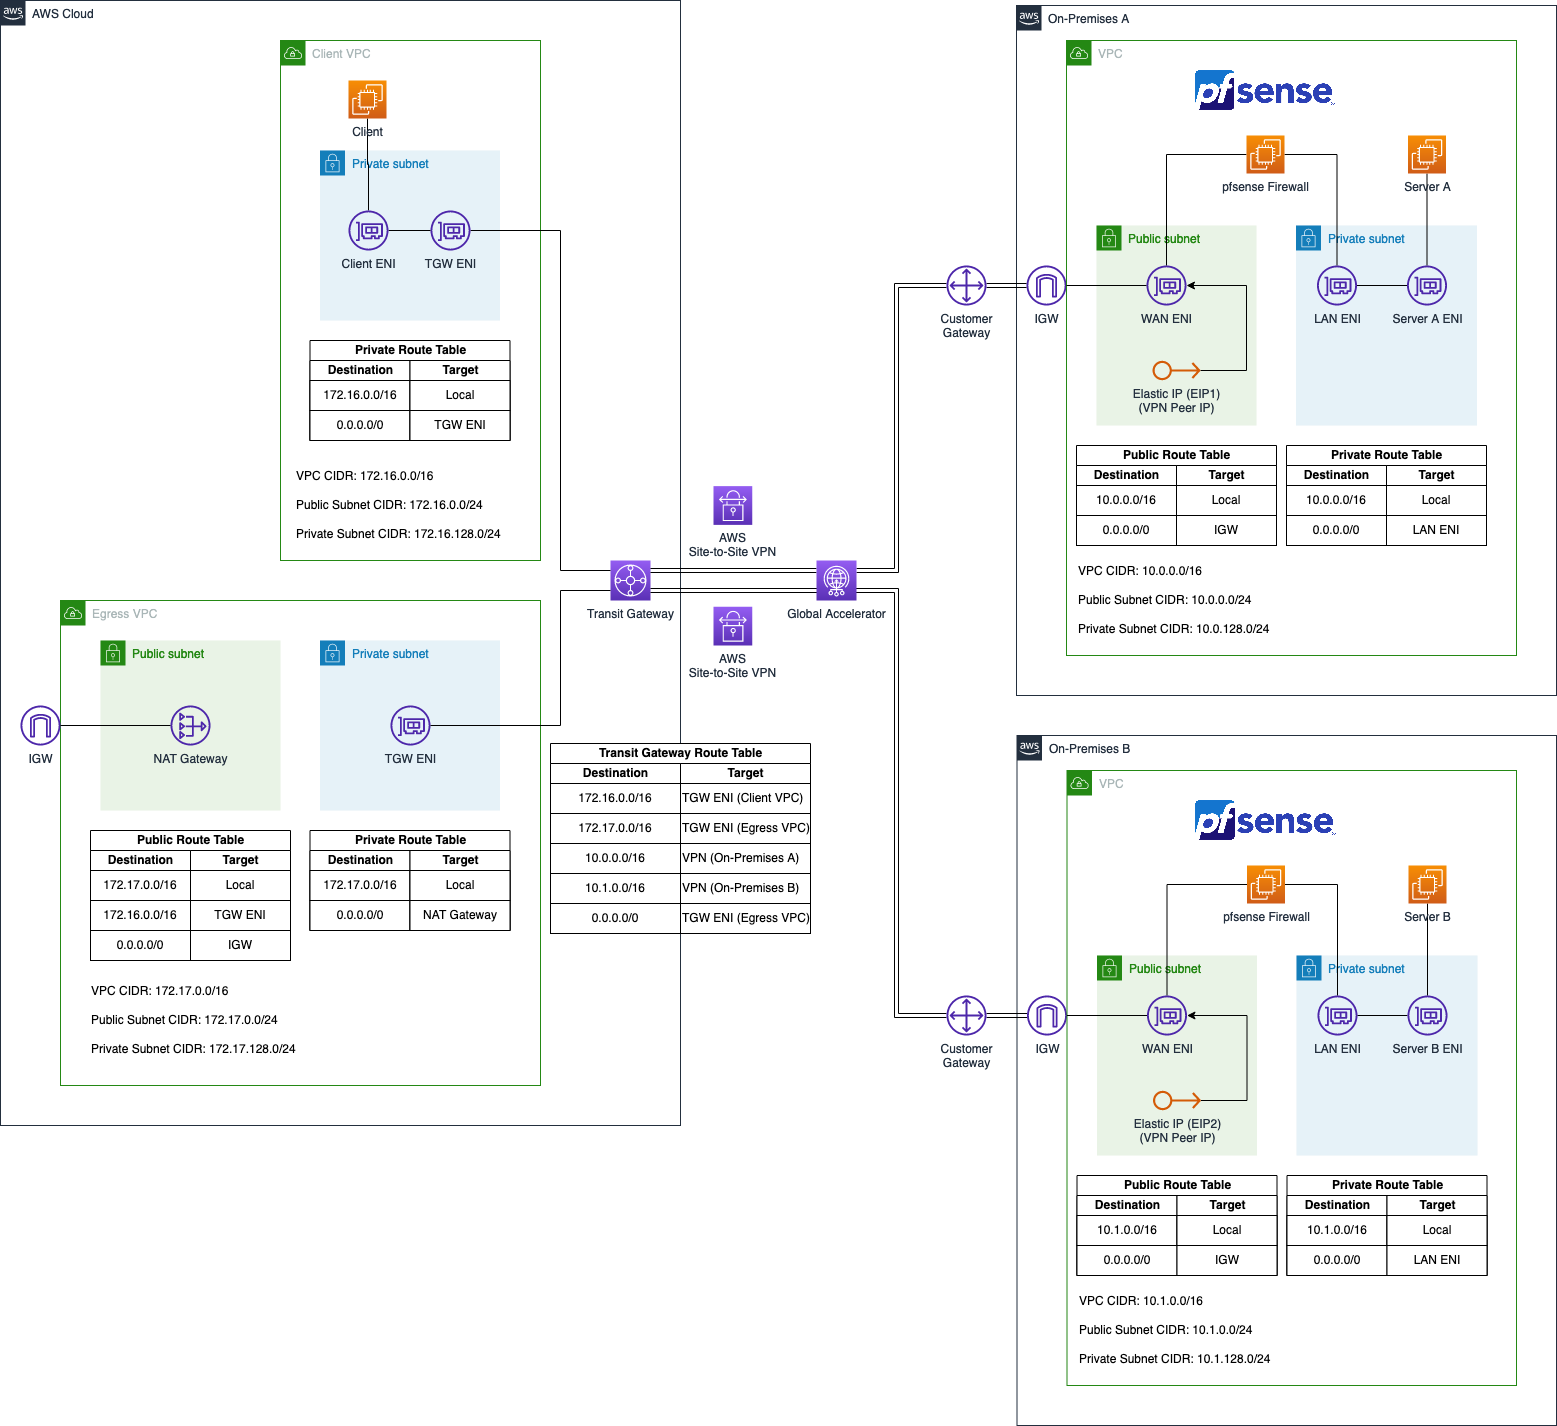 aws
AWS Cloud
Client VPC
Client
Private subnet
Client ENI
TGW ENI
Private Route Table
Destination Target
172.16.0.0/16 Local
0.0.0.0/0 TGW ENI
VPC CIDR: 172.16.0.0/16
Public Subnet CIDR: 172.16.0.0/24
Private Subnet CIDR: 172.16.128.0/24
Egress VPC
Public subnet
Private subnet
IGW
NAT Gateway
TGW ENI
Public Route Table
Destination Target
172.17.0.0/16 Local
172.16.0.0/16 TGW ENI
0.0.0.0/0 IGW
Private Route Table
Destination Target
172.17.0.0/16 Local
0.0.0.0/0 NAT Gateway
VPC CIDR: 172.17.0.0/16
Public Subnet CIDR: 172.17.0.0/24
Private Subnet CIDR: 172.17.128.0/24
AWS
Site-to-Site VPN
Transit Gateway
Global Accelerator
AWS
Site-to-Site VPN
Transit Gateway Route Table
Destination Target
172.16.0.0/16 TGW ENI (Client VPC)
172.17.0.0/16 TGW ENI (Egress VPC)
10.0.0.0/16 VPN (On-Premises A)
10.1.0.0/16 VPN (On-Premises B)
0.0.0.0/0 TGW ENI (Egress VPC)
Customer
Gateway
IGW
aws
On-Premises A
VPC
pfsense
pfsense Firewall
Server A
Public subnet
Private subnet
WAN ENI
LAN ENI
Server A ENI
Elastic IP (EIP1)
(VPN Peer IP)
Public Route Table
Destination Target
10.0.0.0/16 Local
0.0.0.0/0 IGW
Private Route Table
Destination Target
10.0.0.0/16 Local
0.0.0.0/0 LAN ENI
VPC CIDR: 10.0.0.0/16
Public Subnet CIDR: 10.0.0.0/24
Private Subnet CIDR: 10.0.128.0/24
Customer
Gateway
IGW
aws
On-Premises B
VPC
pfsense
pfsense Firewall
Server B
Public subnet
Private subnet
WAN ENI
LAN ENI
Server B ENI
Elastic IP (EIP2)
(VPN Peer IP)
Public Route Table
Destination Target
10.1.0.0/16 Local
0.0.0.0/0 IGW
Private Route Table
Destination Target
10.1.0.0/16 Local
0.0.0.0/0 LAN ENI
VPC CIDR: 10.1.0.0/16
Public Subnet CIDR: 10.1.0.0/24
Private Subnet CIDR: 10.1.128.0/24